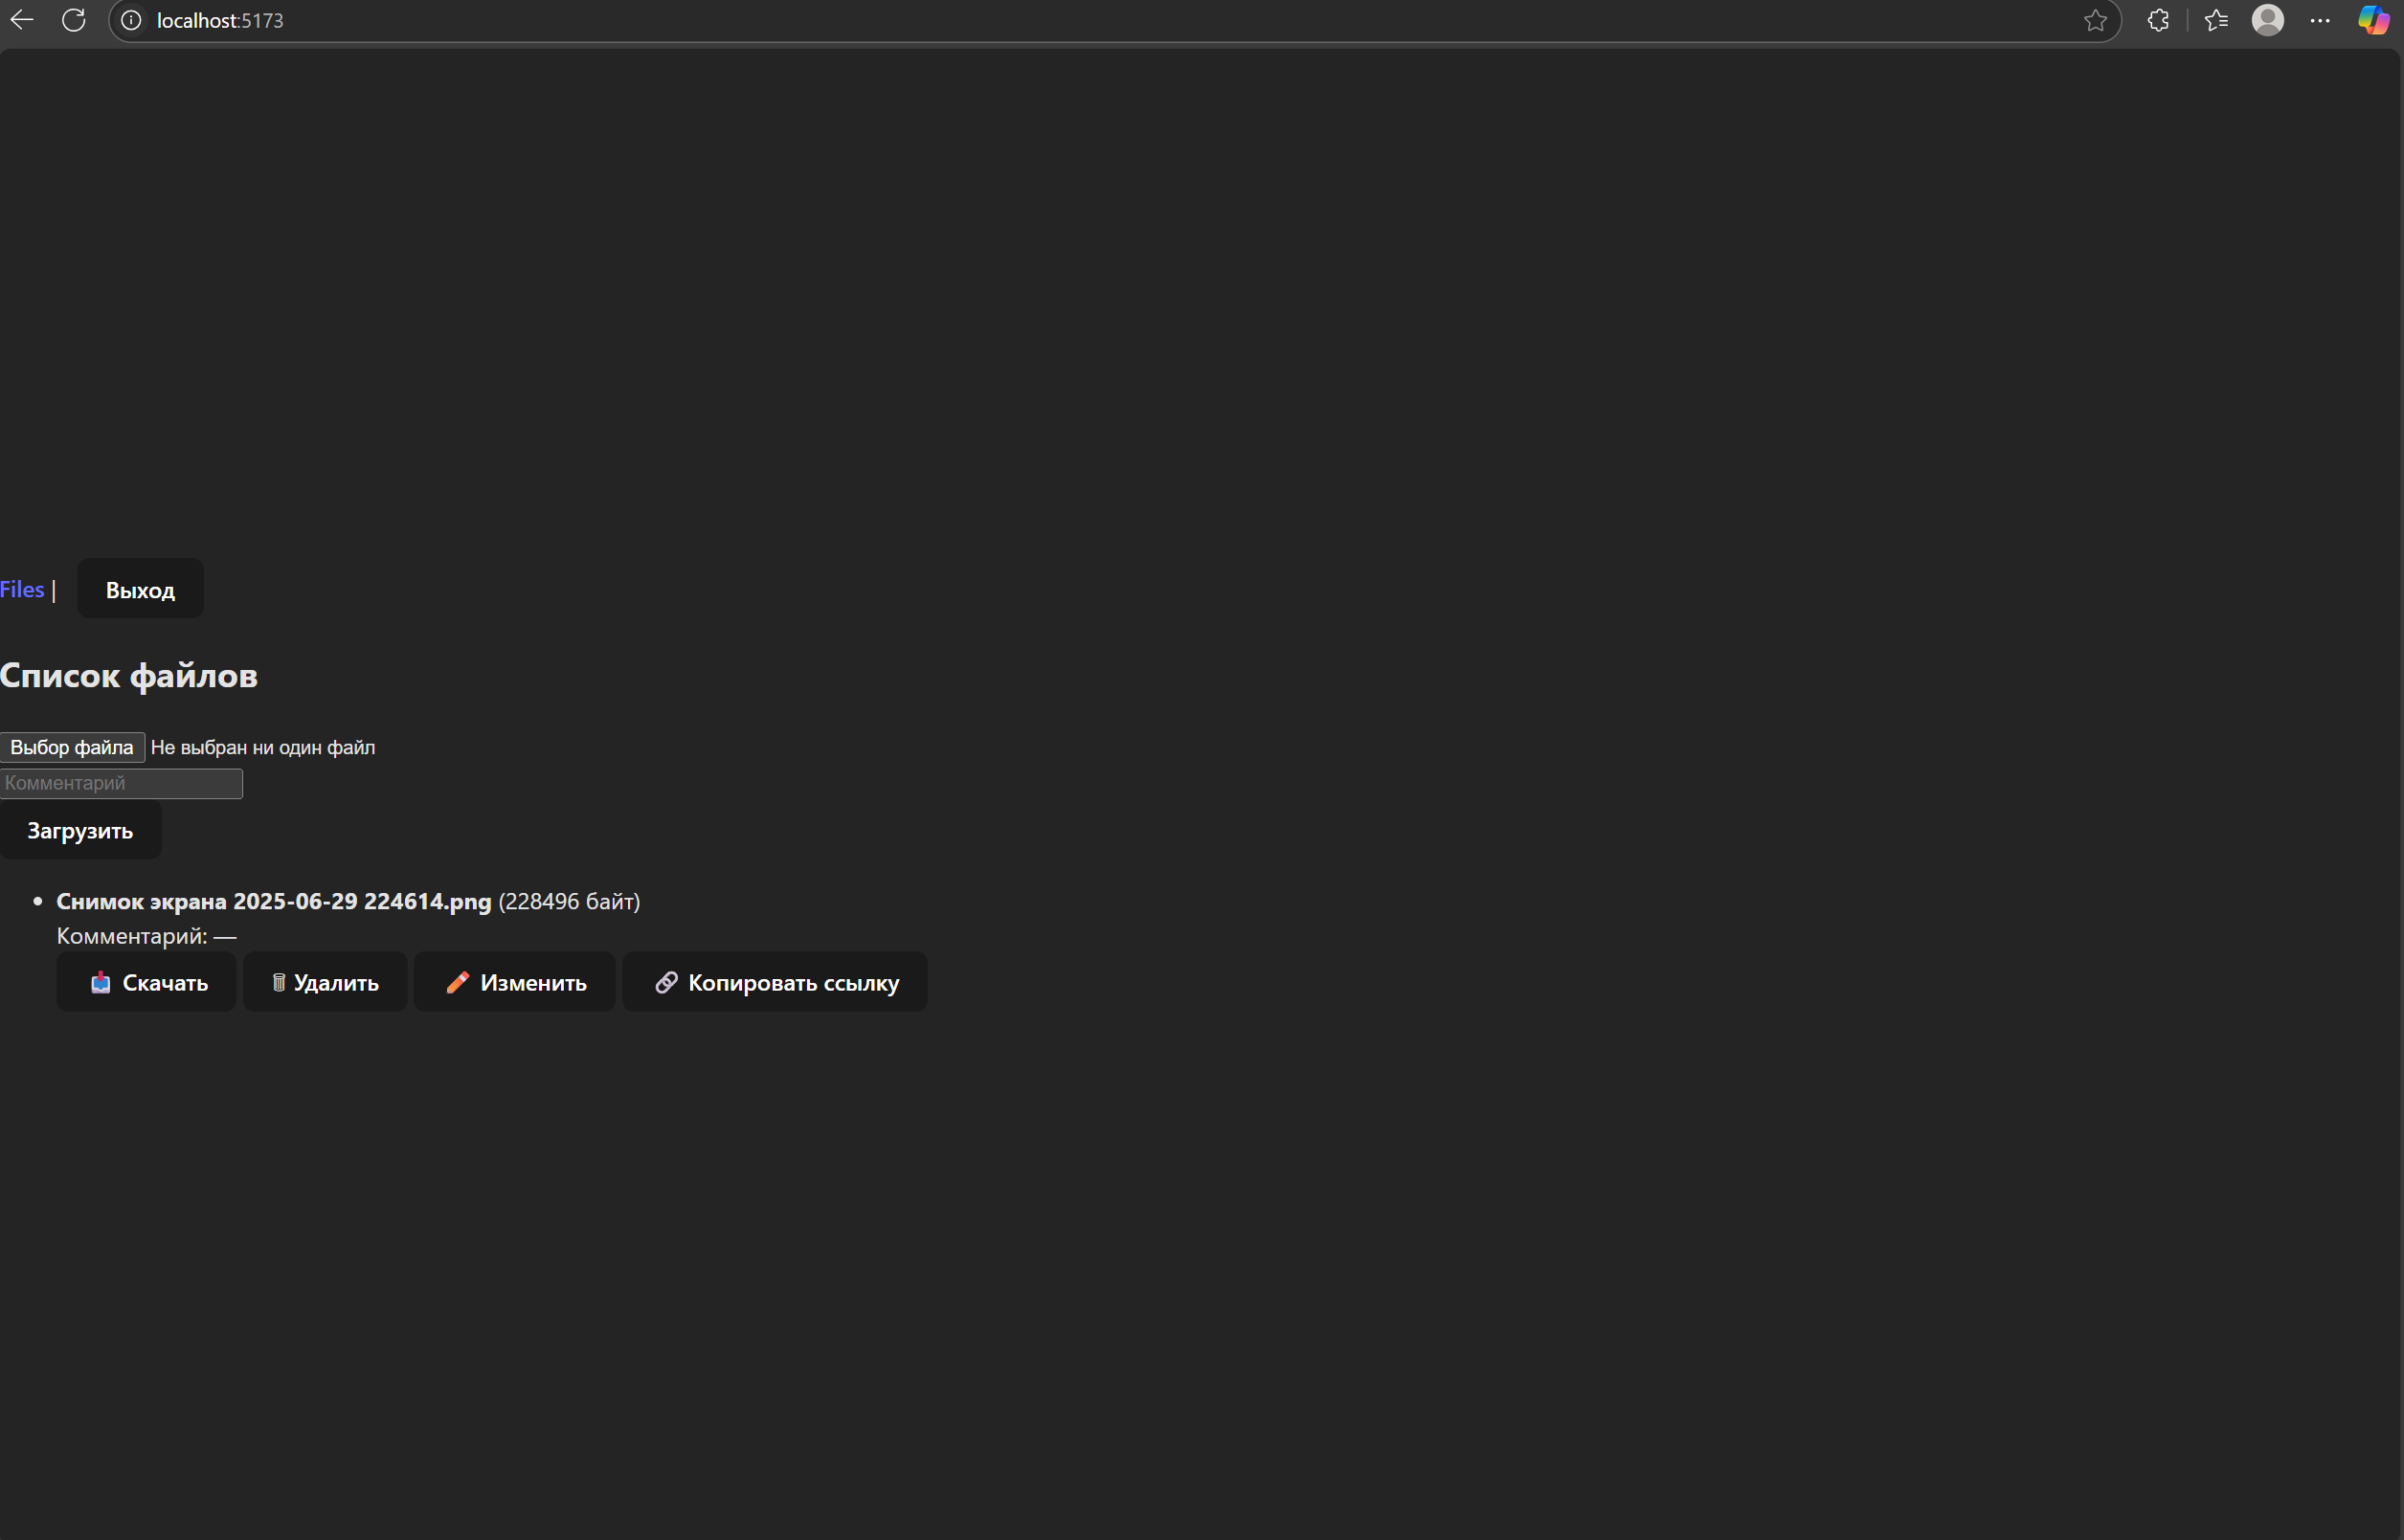 localhost:5173
Files | Выход
Список файлов
Выбор файла Не выбран ни один файл
Комментарий
Загрузить
Снимок экрана 2025-06-29 224614.png (228496 байт)
Комментарий: —
Скачать Удалить Изменить Копировать ссылку